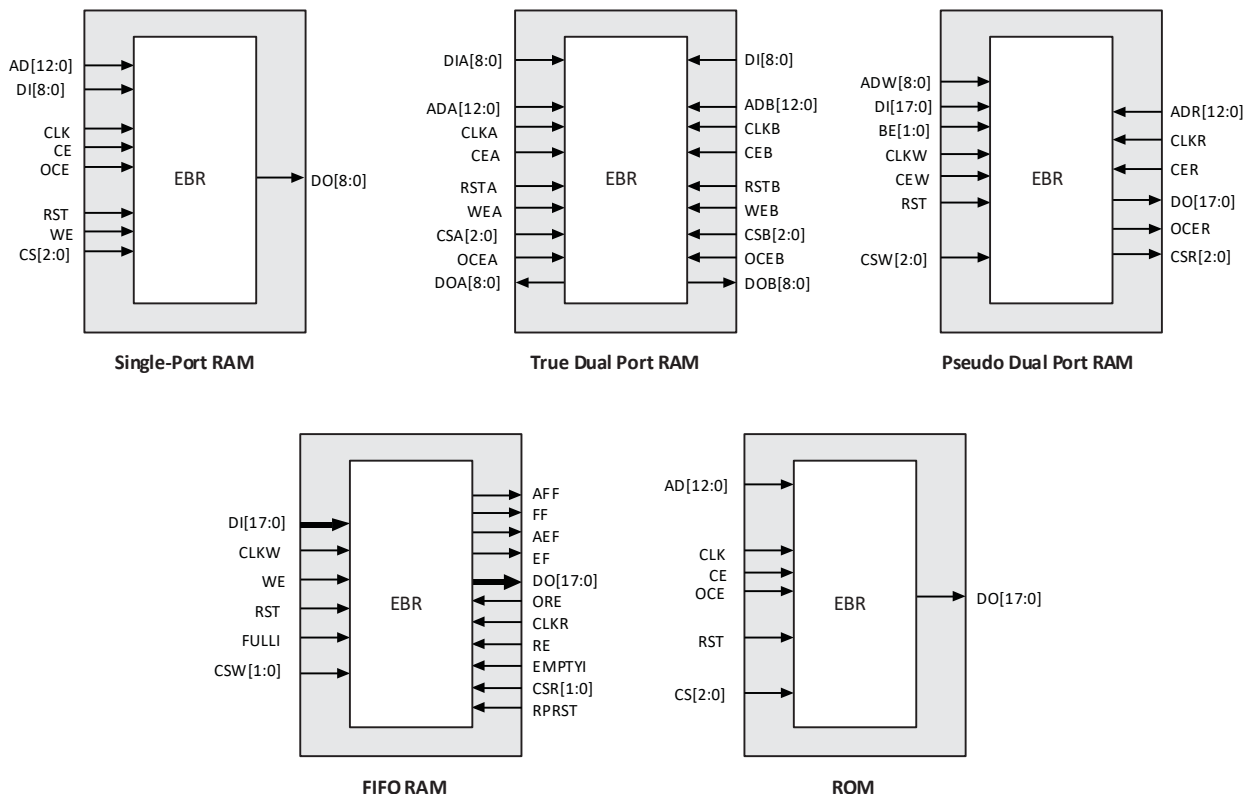 AD[12:0]
DI[8:0]
CLK
CE
OCE
RST
WE
CS[2:0]
EBR
DO[8:0]
Single-Port RAM
DIA[8:0]
ADA[12:0]
CLKA
CEA
RSTA
WEA
CSA[2:0]
OCEA
DOA[8:0]
EBR
DI[8:0]
ADB[12:0]
CLKB
CEB
RSTB
WEB
CSB[2:0]
OCEB
DOB[8:0]
True Dual Port RAM
ADW[8:0]
DI[17:0]
BE[1:0]
CLKW
CEW
RST
CSW[2:0]
EBR
ADR[12:0]
CLKR
CER
DO[17:0]
OCER
CSR[2:0]
Pseudo Dual Port RAM
DI[17:0]
CLKW
WE
RST
FULLI
CSW[1:0]
EBR
AFF
FF
AEF
EF
DO[17:0]
ORE
CLKR
RE
EMPTYI
CSR[1:0]
RPRST
FIFO RAM
AD[12:0]
CLK
CE
OCE
RST
CS[2:0]
EBR
DO[17:0]
ROM